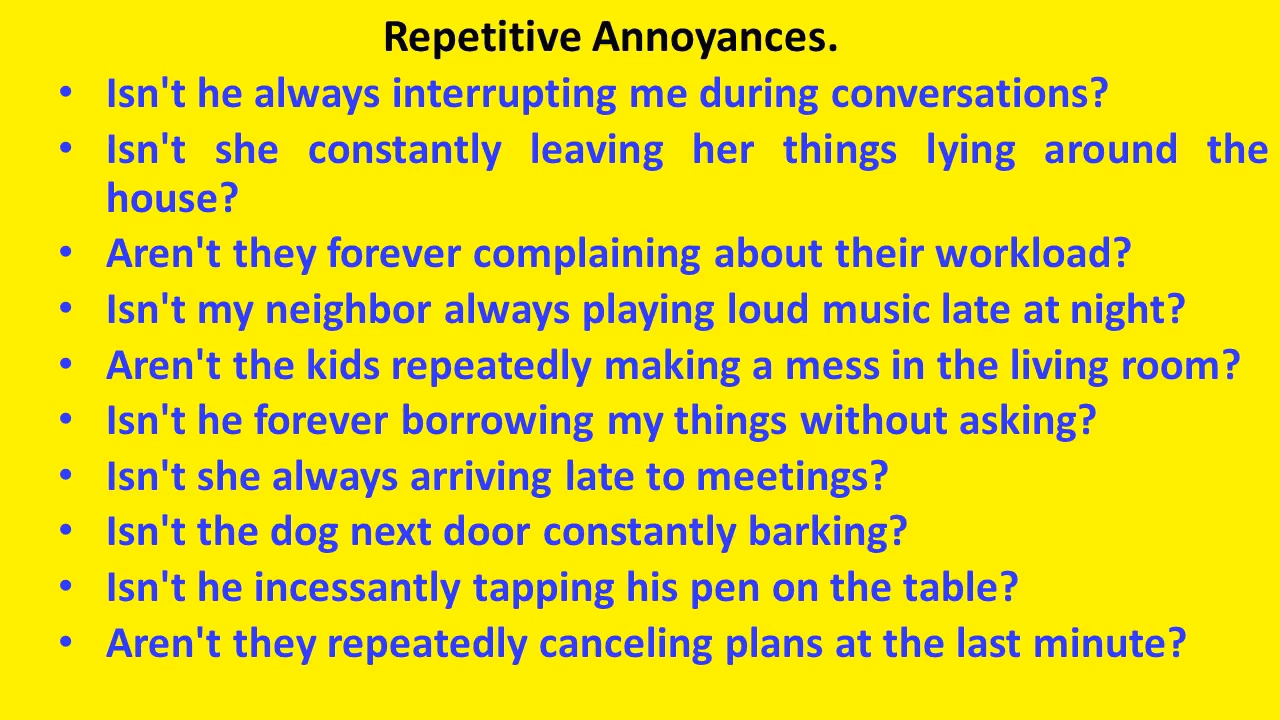 Repetitive Annoyances.
• Isn't he always interrupting me during conversations?
• Isn't she constantly leaving her things lying around the
house?
• Aren't they forever complaining about their workload?
• Isn't my neighbor always playing loud music late at night?
• Aren't the kids repeatedly making a mess in the living room?
• Isn't he forever borrowing my things without asking?
• Isn't she always arriving late to meetings?
• Isn't the dog next door constantly barking?
• Isn't he incessantly tapping his pen on the table?
• Aren't they repeatedly canceling plans at the last minute?